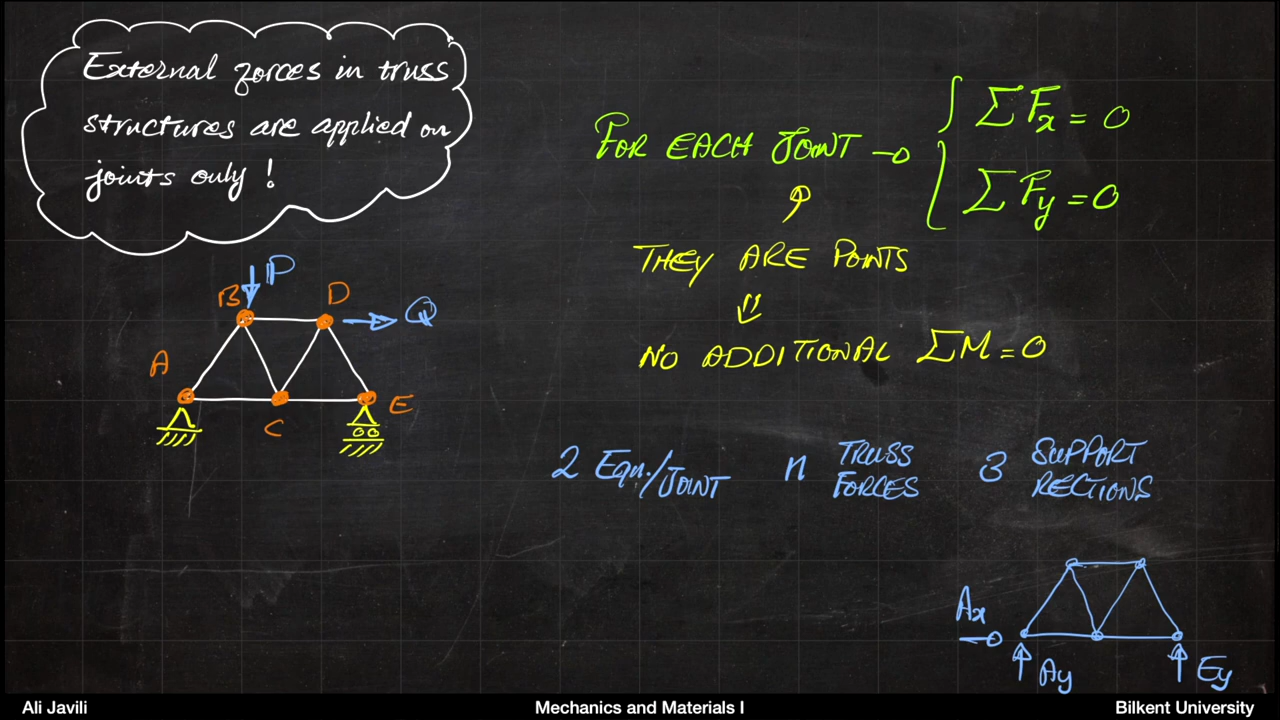 External forces in truss
structures are applied on
joints only !
FOR EACH JOINT → { ΣFx = 0
ΣFy = 0
THEY ARE POINTS
NO ADDITIONAL ΣM = 0
P
B
D
Q
A
C
E
2 Eqn./JOINT
n TRUSS
FORCES
3 SUPPORT
RECTIONS
Ax
Ay
Ey
Ali Javili
Mechanics and Materials I
Bilkent University